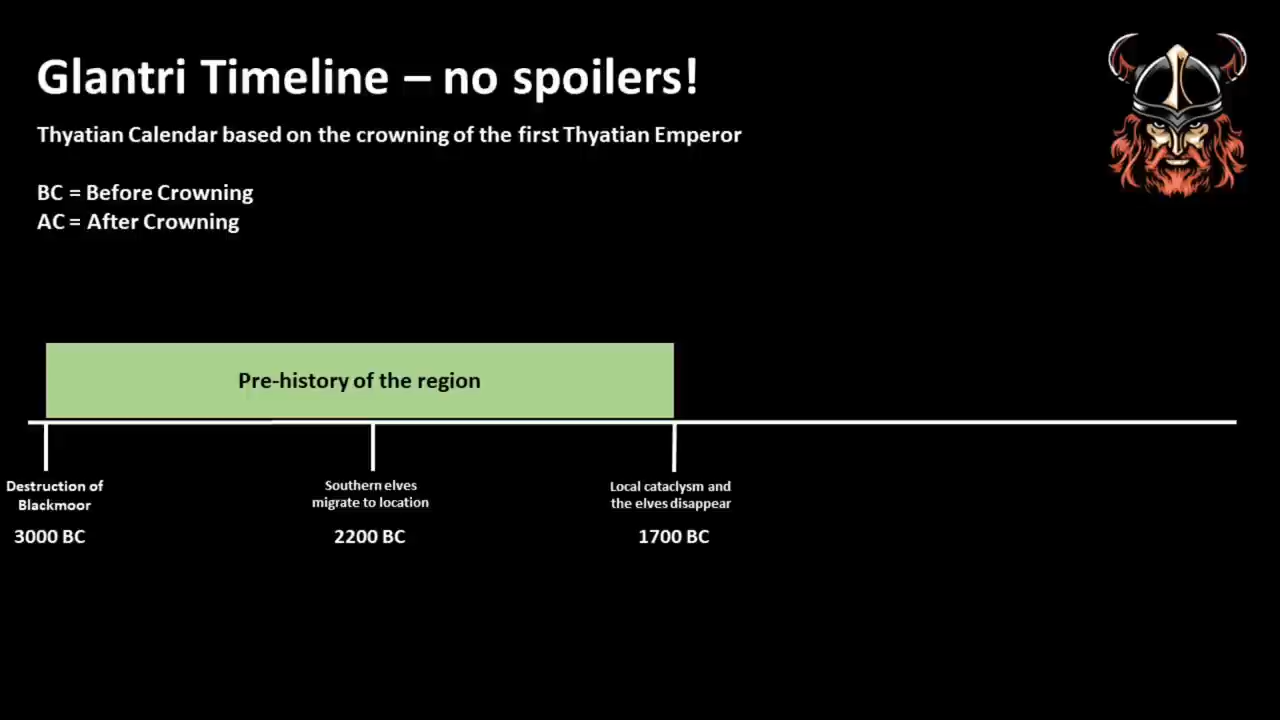 Glantri Timeline – no spoilers!
Thyatian Calendar based on the crowning of the first Thyatian Emperor
BC = Before Crowning
AC = After Crowning
Pre-history of the region
Destruction of
Blackmoor
3000 BC
Southern elves
migrate to location
2200 BC
Local cataclysm and
the elves disappear
1700 BC